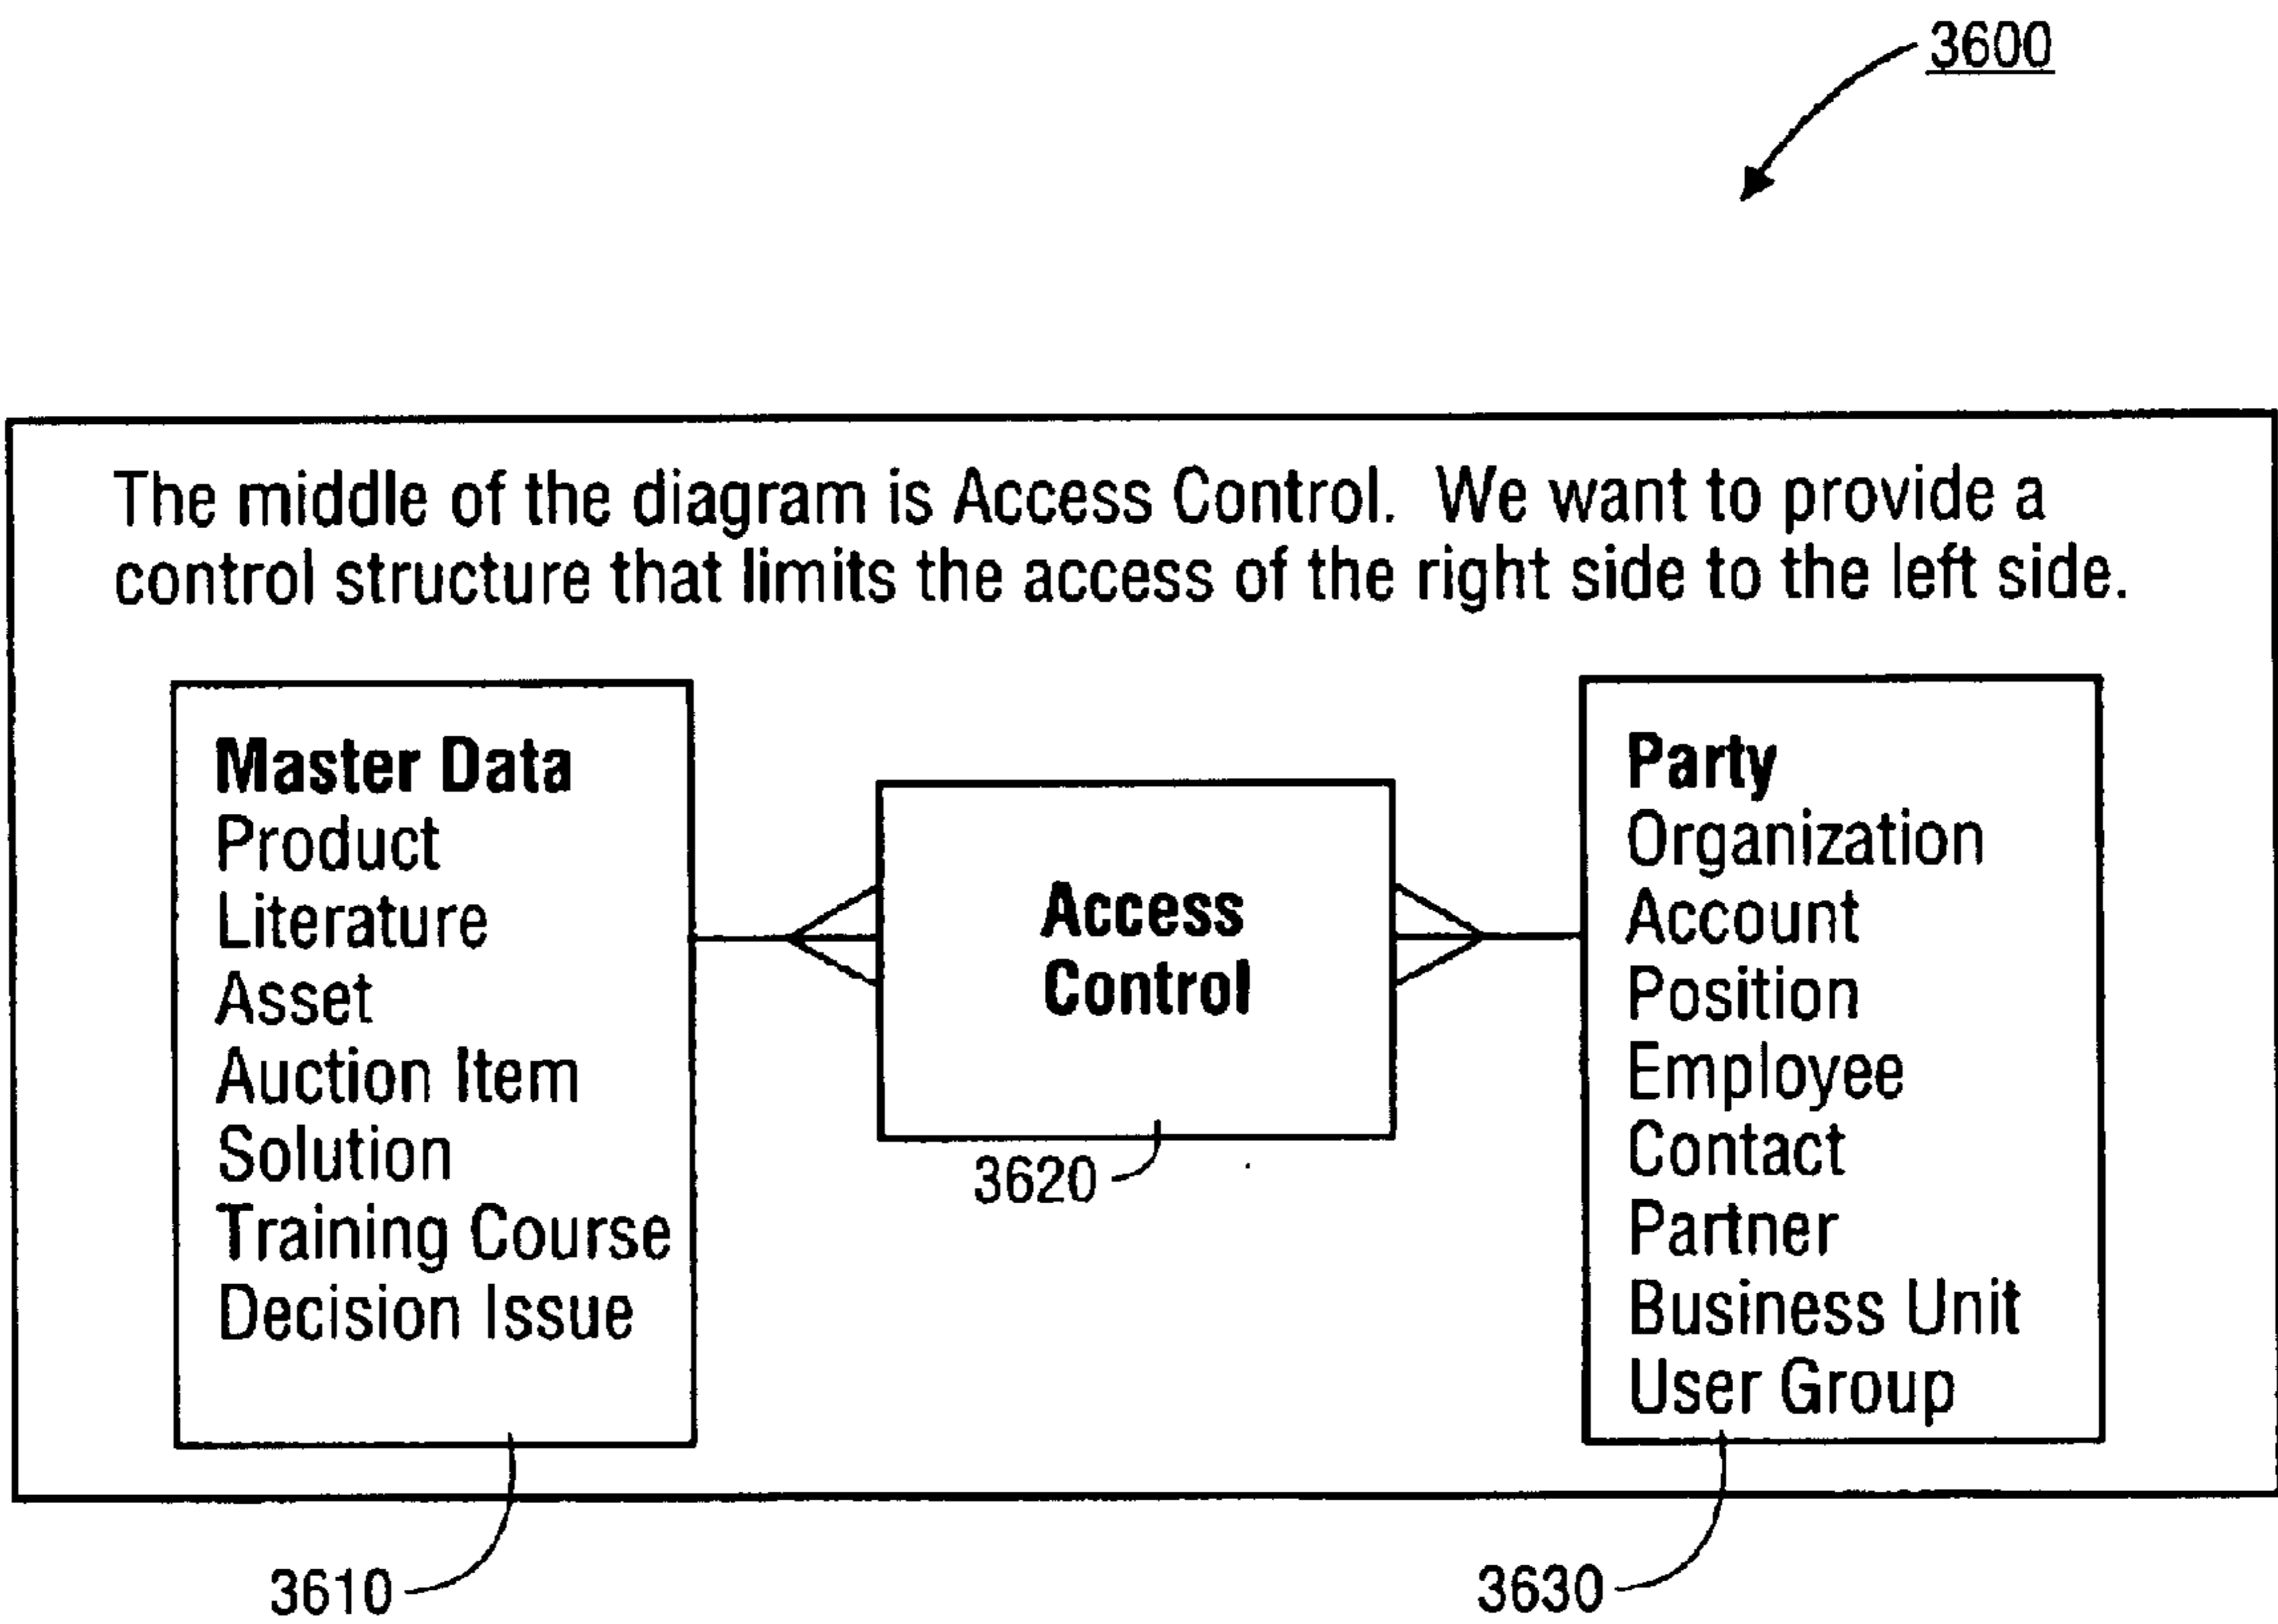 3600
The middle of the diagram is Access Control. We want to provide a
control structure that limits the access of the right side to the left side.
Master Data
Product
Literature
Asset
Auction Item
Solution
Training Course
Decision Issue
Access
Control
3620
Party
Organization
Account
Position
Employee
Contact
Partner
Business Unit
User Group
3610
3630